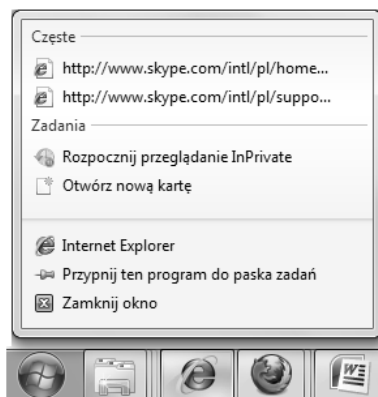 Częste
http://www.skype.com/intl/pl/home...
http://www.skype.com/intl/pl/suppo...
Zadania
Rozpocznij przeglądanie InPrivate
Otwórz nową kartę
Internet Explorer
Przypnij ten program do paska zadań
Zamknij okno